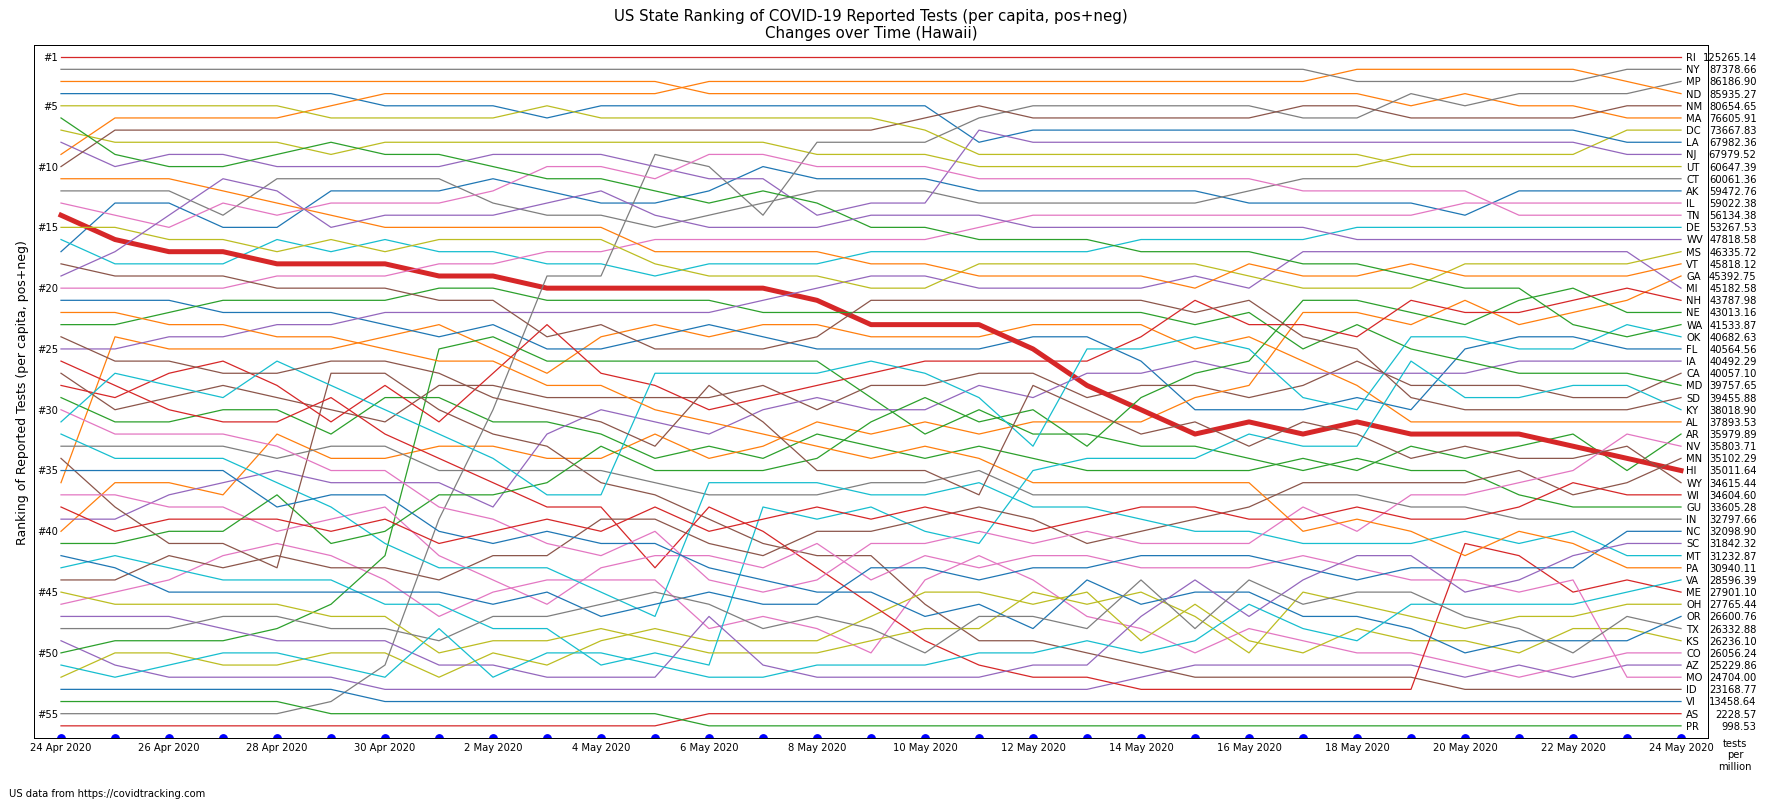 US State Ranking of COVID-19 Reported Tests (per capita, pos+neg)
Changes over Time (Hawaii)
Ranking of Reported Tests (per capita, pos+neg)
#1
#5
#10
#15
#20
#25
#30
#35
#40
#45
#50
#55
RI 125265.14
NY 87378.66
MP 86186.90
ND 85935.27
NM 80654.65
MA 76605.91
DC 73667.83
LA 67982.36
NJ 67979.52
UT 60647.39
CT 60061.36
AK 59472.76
IL 59022.38
TN 56134.38
DE 53267.53
WV 47818.58
MS 46335.72
VT 45818.12
GA 45392.75
MI 45182.58
NH 43787.98
NE 43013.16
WA 41533.87
OK 40682.63
FL 40564.56
IA 40492.29
CA 40057.10
MD 39757.65
SD 39455.88
KY 38018.90
AL 37893.53
AR 35979.89
NV 35803.71
MN 35102.29
HI 35011.64
WY 34615.44
WI 34604.60
GU 33605.28
IN 32797.66
NC 32098.90
SC 31842.32
MT 31232.87
PA 30940.11
VA 28596.39
ME 27901.10
OH 27765.44
OR 26600.76
TX 26332.88
KS 26236.10
CO 26056.24
AZ 25229.86
MO 24704.00
ID 23168.77
VI 13458.64
AS 2228.57
PR 998.53
24 Apr 2020 26 Apr 2020 28 Apr 2020 30 Apr 2020 2 May 2020 4 May 2020 6 May 2020 8 May 2020 10 May 2020 12 May 2020 14 May 2020 16 May 2020 18 May 2020 20 May 2020 22 May 2020 24 May 2020
tests
per
million
US data from https://covidtracking.com